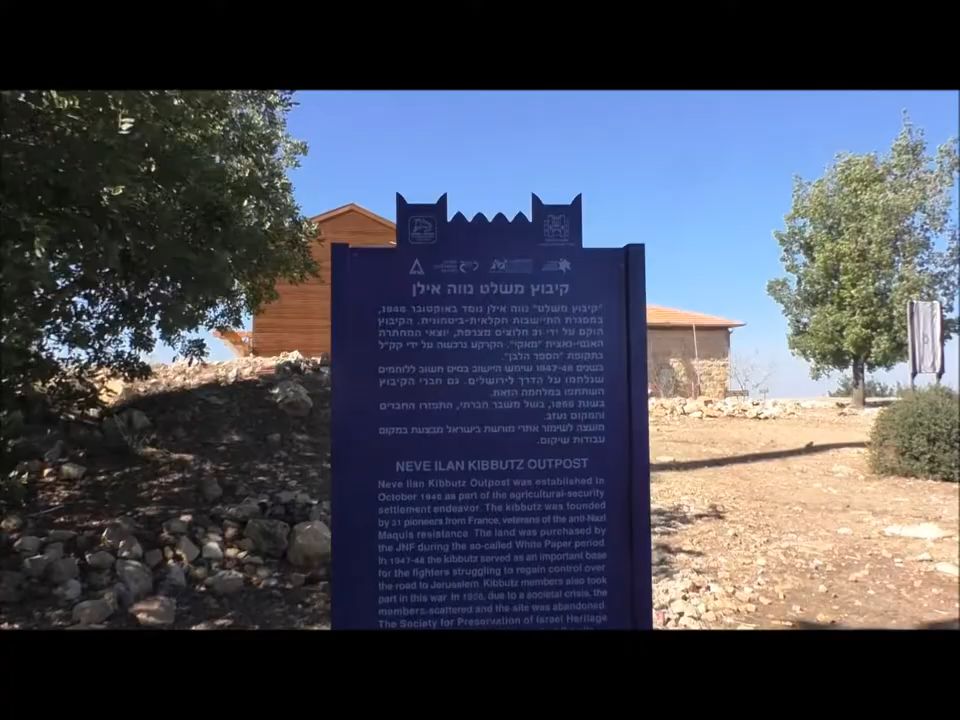 קיבוץ משלט נווה אילן
"קיבוץ משלט" נווה אילן נוסד באוקטובר 1946,
במסגרת התיישבות חקלאית-ביטחונית. הקיבוץ
הוקם על ידי 31 חלוצים מצרפת, יוצאי המחתרת
האנטי-נאצית "מאקי". הקרקע נרכשה על ידי קק"ל
בתקופת "הספר הלבן".
בשנים 1947-48 שימש היישוב בסיס חשוב ללוחמים
שנלחמו על הדרך לירושלים. גם חברי הקיבוץ
השתתפו במלחמה הזאת.
בשנת 1956, בשל משבר חברתי, התפזרו החברים
והמקום נעזב.
המועצה לשימור אתרי מורשת בישראל מבצעת במקום
עבודות שיקום.
NEVE ILAN KIBBUTZ OUTPOST
Neve Ilan Kibbutz Outpost was established in
October 1946 as part of the agricultural-security
settlement endeavor. The kibbutz was founded
by 31 pioneers from France, veterans of the anti-Nazi
Maquis resistance. The land was purchased by
the JNF during the so-called White Paper period.
In 1947-48 the kibbutz served as an important base
for the fighters struggling to regain control over
the road to Jerusalem. Kibbutz members also took
part in this war. In 1956, due to a social crisis, the
members scattered and the site was abandoned.
The Society for Preservation of Israel Heritage